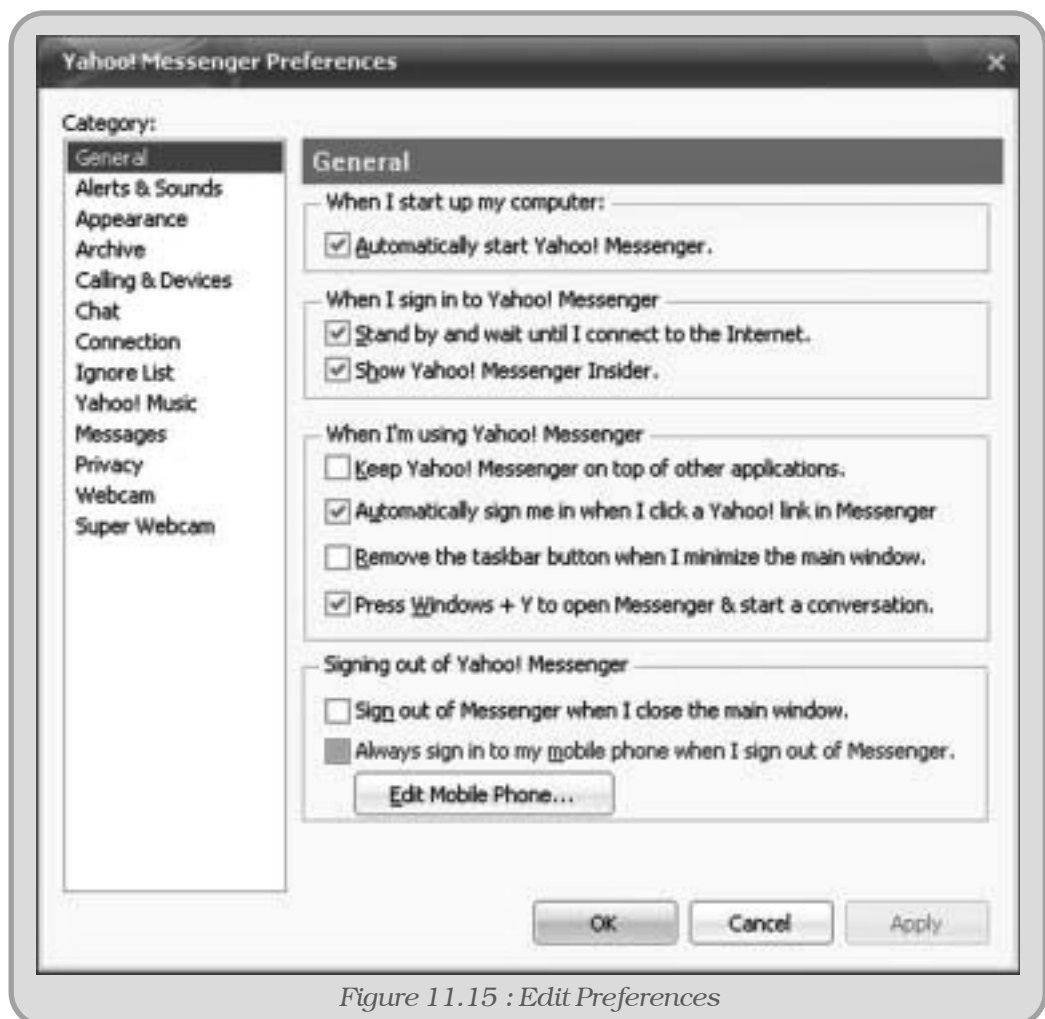 Yahoo! Messenger Preferences
Category:
General
Alerts & Sounds
Appearance
Archive
Calling & Devices
Chat
Connection
Ignore List
Yahoo! Music
Messages
Privacy
Webcam
Super Webcam
General
When I start up my computer:
Automatically start Yahoo! Messenger.
When I sign in to Yahoo! Messenger
Stand by and wait until I connect to the Internet.
Show Yahoo! Messenger Insider.
When I'm using Yahoo! Messenger
Keep Yahoo! Messenger on top of other applications.
Automatically sign me in when I click a Yahoo! link in Messenger
Remove the taskbar button when I minimize the main window.
Press Windows + Y to open Messenger & start a conversation.
Signing out of Yahoo! Messenger
Sign out of Messenger when I close the main window.
Always sign in to my mobile phone when I sign out of Messenger.
Edit Mobile Phone...
OK Cancel Apply
Figure 11.15 : Edit Preferences